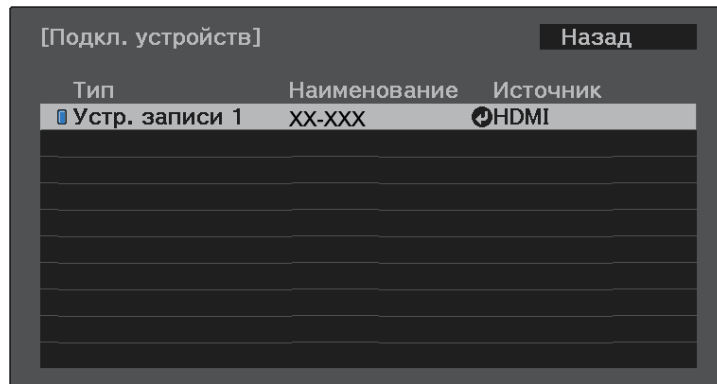 [Подкл. устройств] Назад
Тип Наименование Источник
Устр. записи 1 XX-XXX HDMI